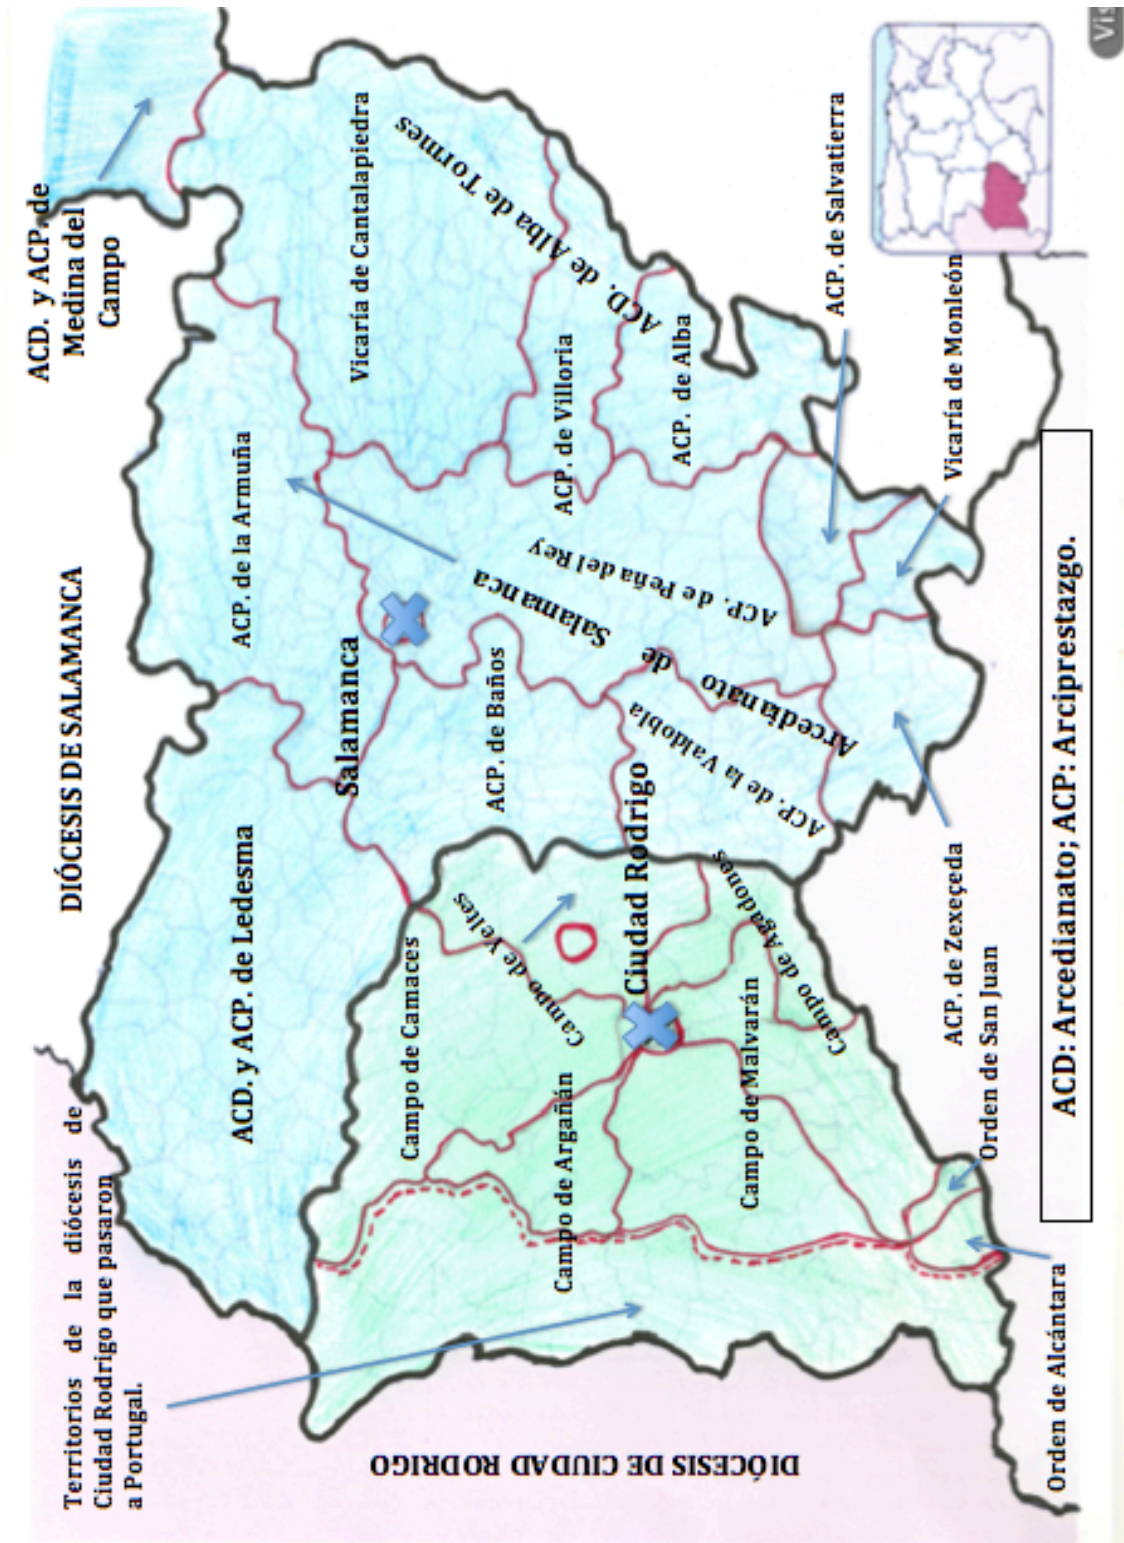 DIÓCESIS DE SALAMANCA
ACD. y ACP. de
Medina del
Campo
Territorios de la diócesis de
Ciudad Rodrigo que pasaron
a Portugal.
ACD. y ACP. de Ledesma
ACP. de la Armuña
Vicaría de Cantalapiedra
Salamanca
ACD. de Alba de Tormes
Campo de Camaces
Campo de Yeltes
ACP. de Baños
Arcedianato de Salamanca
ACP. de Peña del Rey
ACP. de Villoria
ACP. de Alba
Campo de Argañán
Ciudad Rodrigo
ACP. de la Valdobla
Campo de Malvarán
Campo de Agadones
ACP. de Salvatierra
Vicaría de Monleón
ACP. de Zexeçeda
Orden de San Juan
Orden de Alcántara
DIÓCESIS DE CIUDAD RODRIGO
ACD: Arcedianato; ACP: Arciprestazgo.
Vis